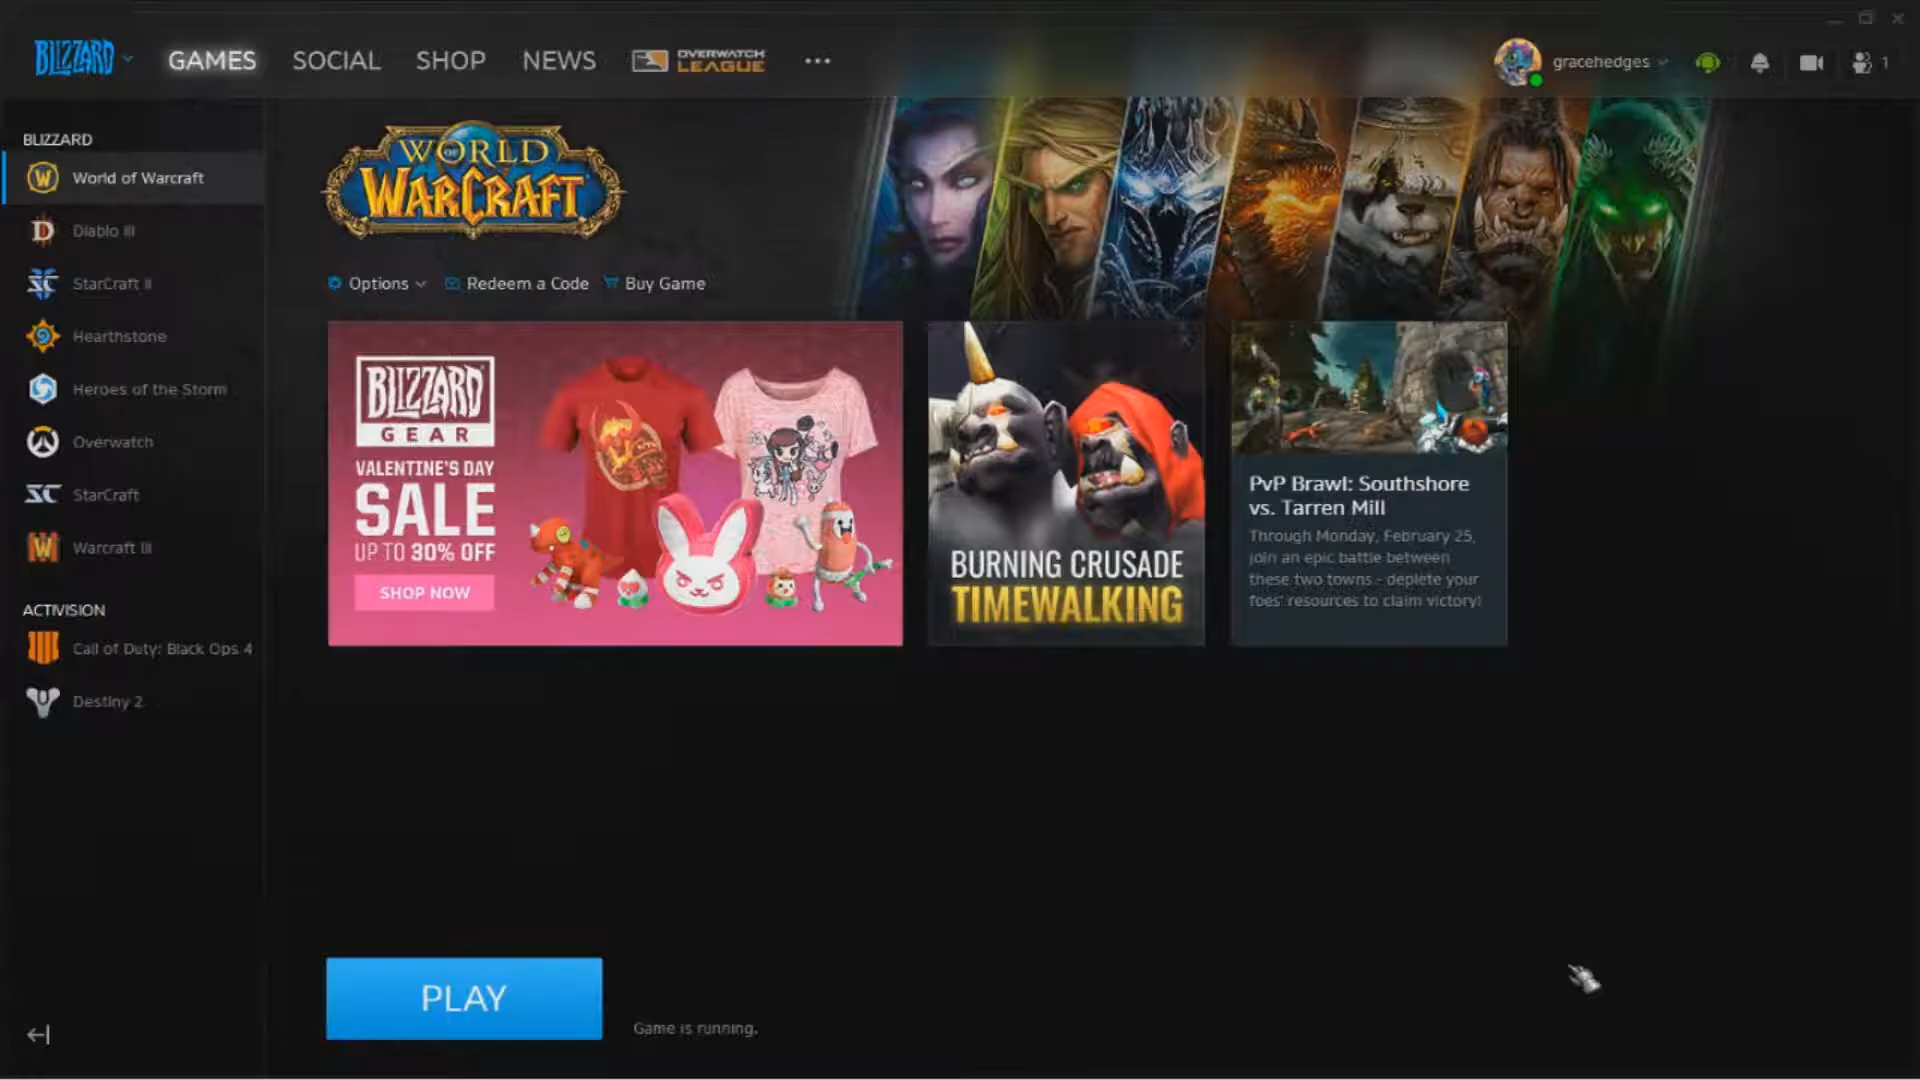 BLIZZARD
GAMES
SOCIAL
SHOP
NEWS
OVERWATCH
LEAGUE
gracehedges
1
BLIZZARD
World of Warcraft
Diablo III
StarCraft II
Hearthstone
Heroes of the Storm
Overwatch
StarCraft
Warcraft III
ACTIVISION
Call of Duty: Black Ops 4
Destiny 2
WORLD
OF
WARCRAFT
Options
Redeem a Code
Buy Game
BLIZZARD
GEAR
VALENTINE'S DAY
SALE
UP TO 30% OFF
SHOP NOW
BURNING CRUSADE
TIMEWALKING
PvP Brawl: Southshore
vs. Tarren Mill
Through Monday, February 25,
join an epic battle between
these two towns - deplete your
foes' resources to claim victory!
PLAY
Game is running.